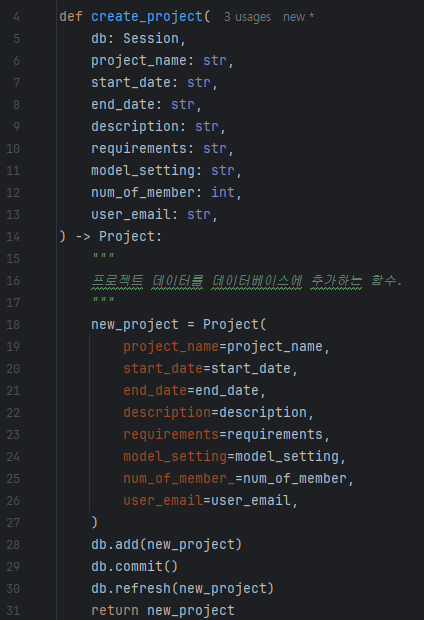 4 def create_project( 3 usages new *
5 db: Session,
6 project_name: str,
7 start_date: str,
8 end_date: str,
9 description: str,
10 requirements: str,
11 model_setting: str,
12 num_of_member: int,
13 user_email: str,
14 ) -> Project:
15 """
16 프로젝트 데이터를 데이터베이스에 추가하는 함수.
17 """
18 new_project = Project(
19 project_name=project_name,
20 start_date=start_date,
21 end_date=end_date,
22 description=description,
23 requirements=requirements,
24 model_setting=model_setting,
25 num_of_member_=num_of_member,
26 user_email=user_email,
27 )
28 db.add(new_project)
29 db.commit()
30 db.refresh(new_project)
31 return new_project